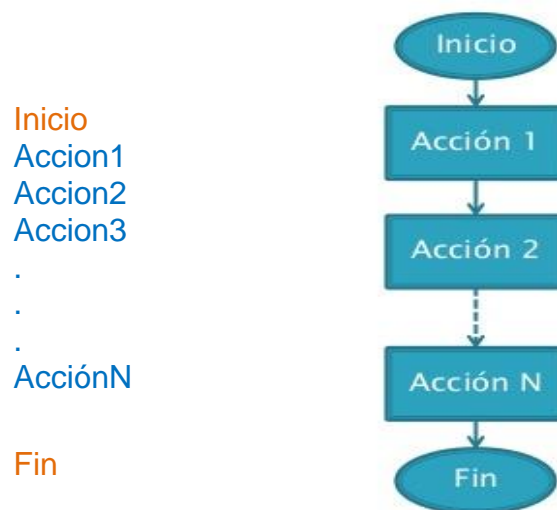 Inicio
Accion1
Accion2
Accion3
.
.
.
AcciónN
Fin
Inicio
Acción 1
Acción 2
Acción N
Fin